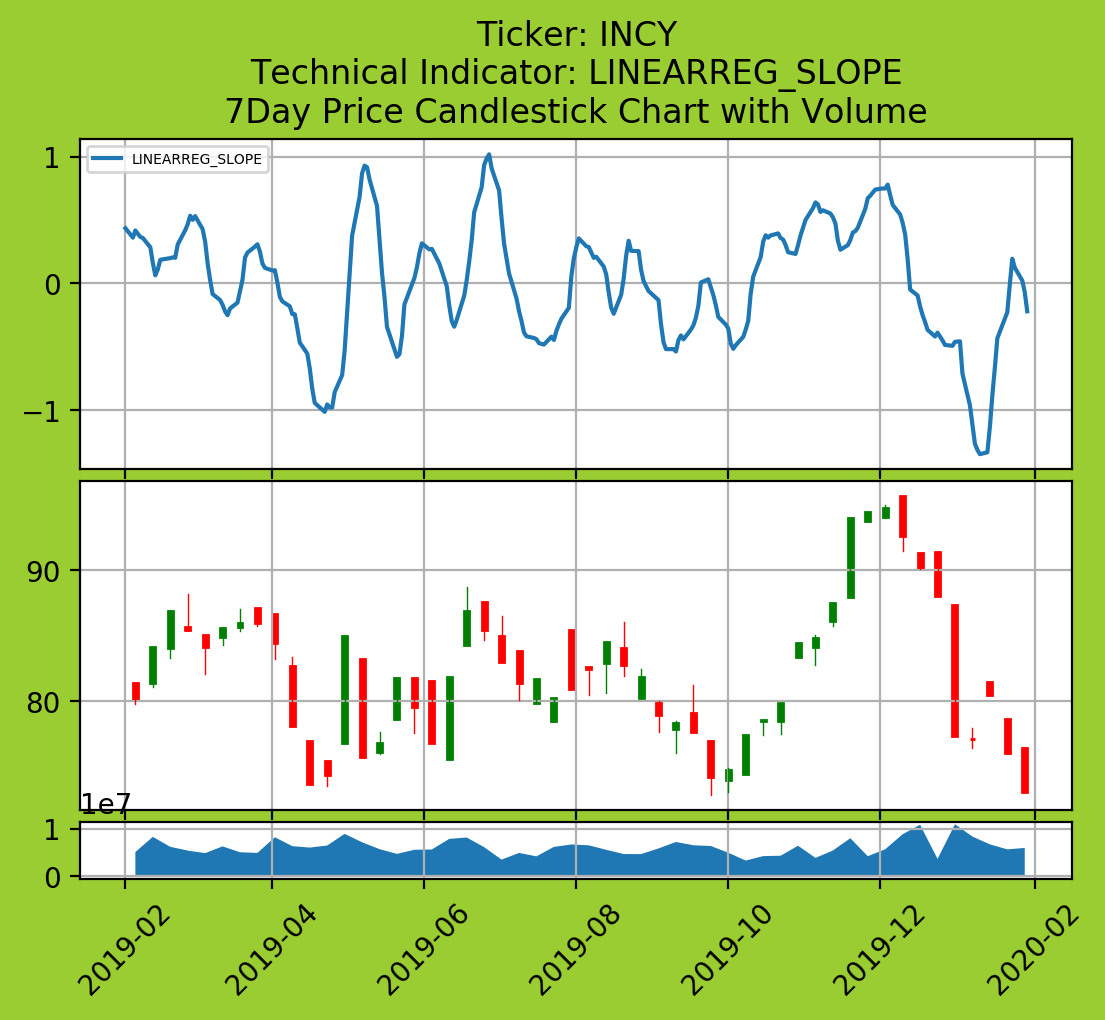 Ticker: INCY
Technical Indicator: LINEARREG_SLOPE
7Day Price Candlestick Chart with Volume
LINEARREG_SLOPE
1
0
−1
90
80
1e7
1
0
2019-02
2019-04
2019-06
2019-08
2019-10
2019-12
2020-02